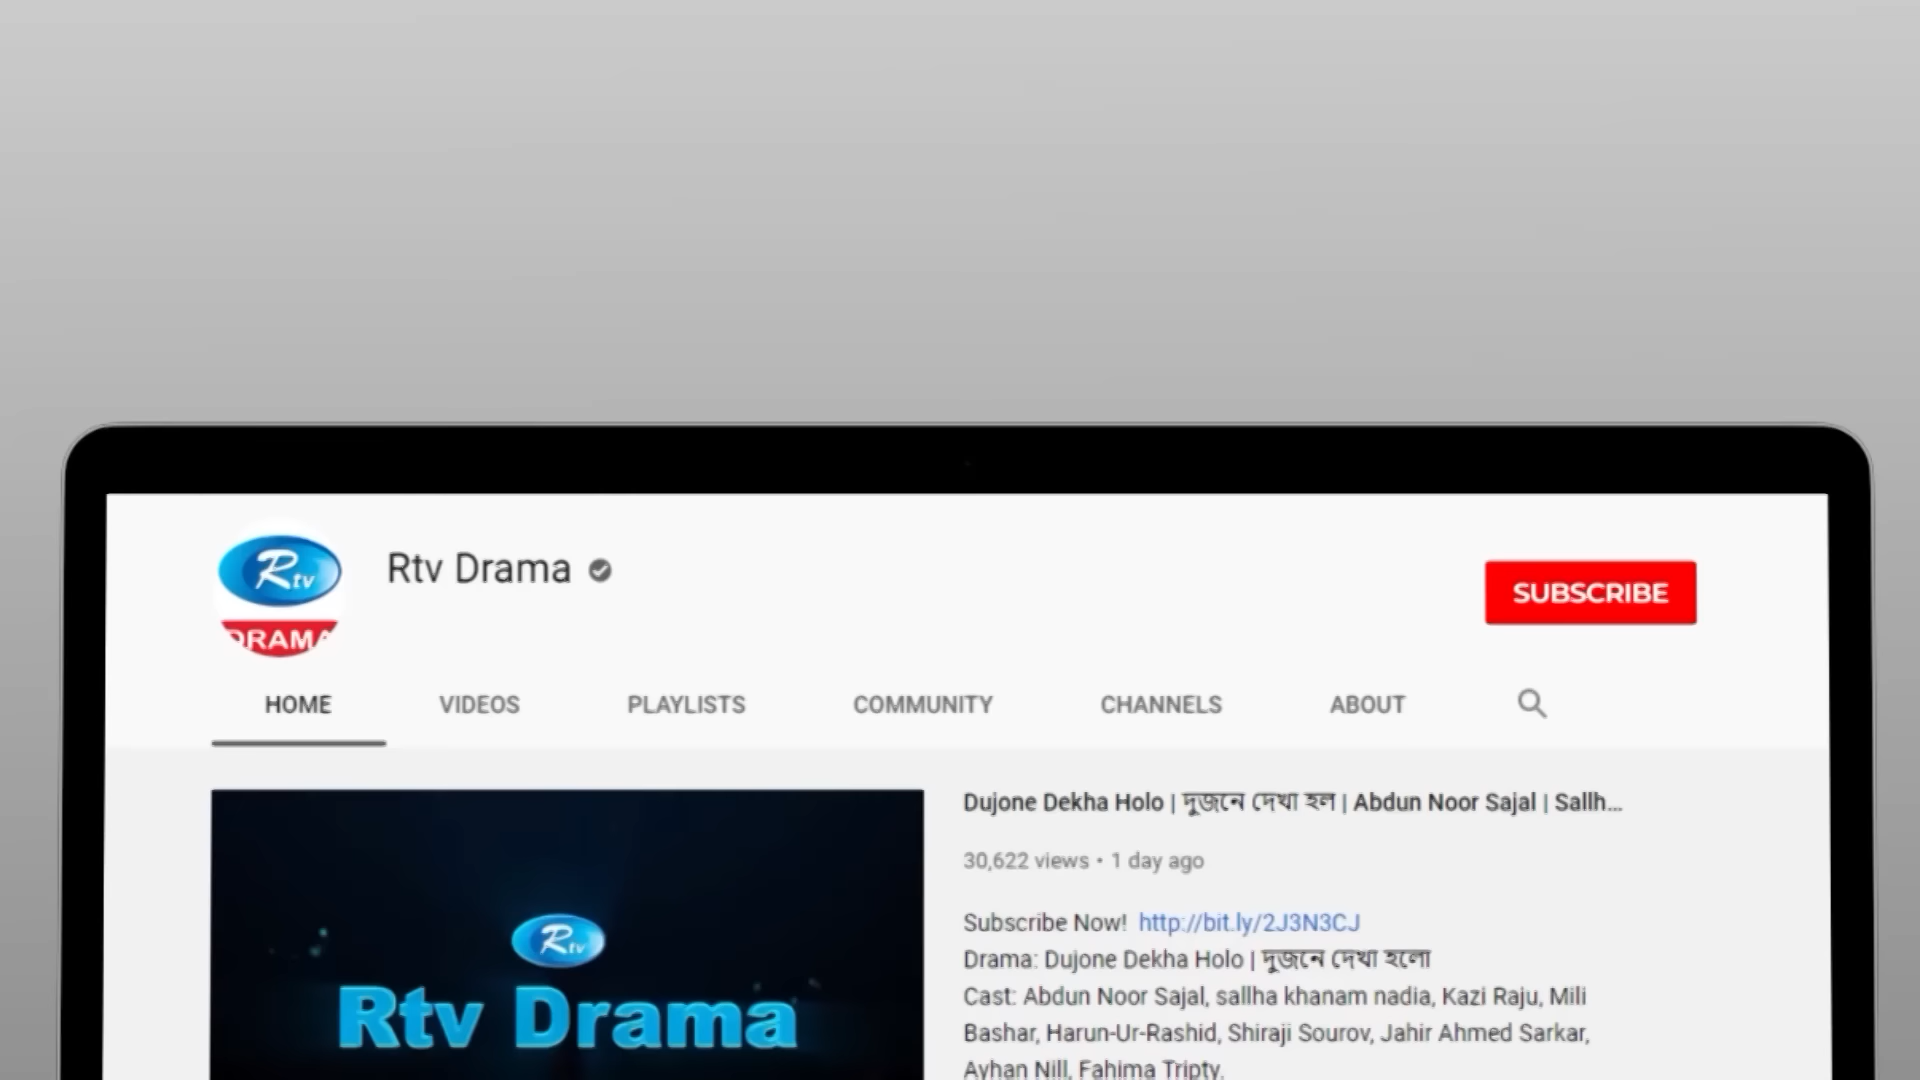 Rtv
DRAMA
Rtv Drama
SUBSCRIBE
HOME VIDEOS PLAYLISTS COMMUNITY CHANNELS ABOUT
Dujone Dekha Holo | দুজনে দেখা হল | Abdun Noor Sajal | Sallh...
30,622 views • 1 day ago
Subscribe Now! http://bit.ly/2J3N3CJ
Drama: Dujone Dekha Holo | দুজনে দেখা হলো
Cast: Abdun Noor Sajal, sallha khanam nadia, Kazi Raju, Mili
Bashar, Harun-Ur-Rashid, Shiraji Sourov, Jahir Ahmed Sarkar,
Ayhan Nill, Fahima Tripty.
Rtv
Rtv Drama